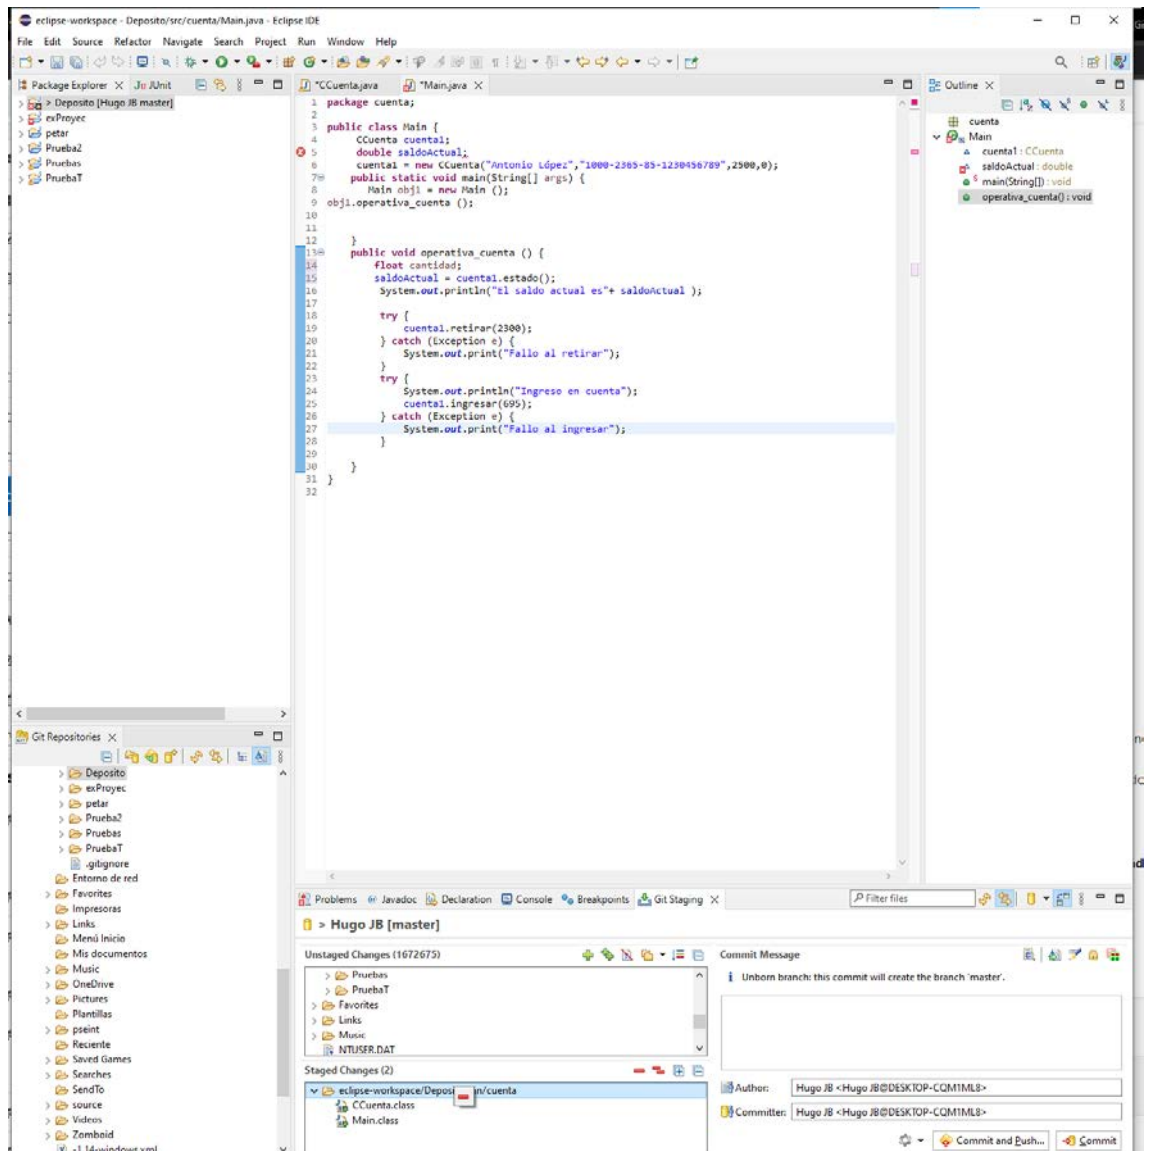 eclipse-workspace - Deposito/src/cuenta/Main.java - Eclipse IDE
File Edit Source Refactor Navigate Search Project Run Window Help
Package Explorer
JUnit
> Deposito [Hugo JB master]
exProyec
petar
Prueba2
Pruebas
PruebaT
*CCuenta.java
*Main.java
1 package cuenta;
2
3 public class Main {
4 CCuenta cuenta1;
5 double saldoActual;
6 cuenta1 = new CCuenta("Antonio López","1000-2365-85-1230456789",2500,0);
7 public static void main(String[] args) {
8 Main obj1 = new Main ();
9 obj1.operativa_cuenta ();
10
11
12 }
13 public void operativa_cuenta () {
14 float cantidad;
15 saldoActual = cuenta1.estado();
16 System.out.println("El saldo actual es"+ saldoActual );
17
18 try {
19 cuenta1.retirar(2300);
20 } catch (Exception e) {
21 System.out.print("Fallo al retirar");
22 }
23 try {
24 System.out.println("Ingreso en cuenta");
25 cuenta1.ingresar(695);
26 } catch (Exception e) {
27 System.out.print("Fallo al ingresar");
28 }
29
30 }
31 }
32
Outline
cuenta
Main
cuenta1 : CCuenta
saldoActual : double
main(String[]) : void
operativa_cuenta() : void
Git Repositories
Deposito
exProyec
petar
Prueba2
Pruebas
PruebaT
.gitignore
Entorno de red
Favorites
Impresoras
Links
Menú Inicio
Mis documentos
Music
OneDrive
Pictures
Plantillas
pseint
Reciente
Saved Games
Searches
SendTo
source
Videos
Zomboid
-1.14-windows.xml
Problems
Javadoc
Declaration
Console
Breakpoints
Git Staging
Filter files
> Hugo JB [master]
Unstaged Changes (1672675)
Pruebas
PruebaT
Favorites
Links
Music
NTUSER.DAT
Staged Changes (2)
CCuenta.class
Main.class
Commit Message
Unborn branch: this commit will create the branch 'master'.
Author: Hugo JB <Hugo JB@DESKTOP-CQM1ML8>
Committer: Hugo JB <Hugo JB@DESKTOP-CQM1ML8>
Commit and Push...
Commit